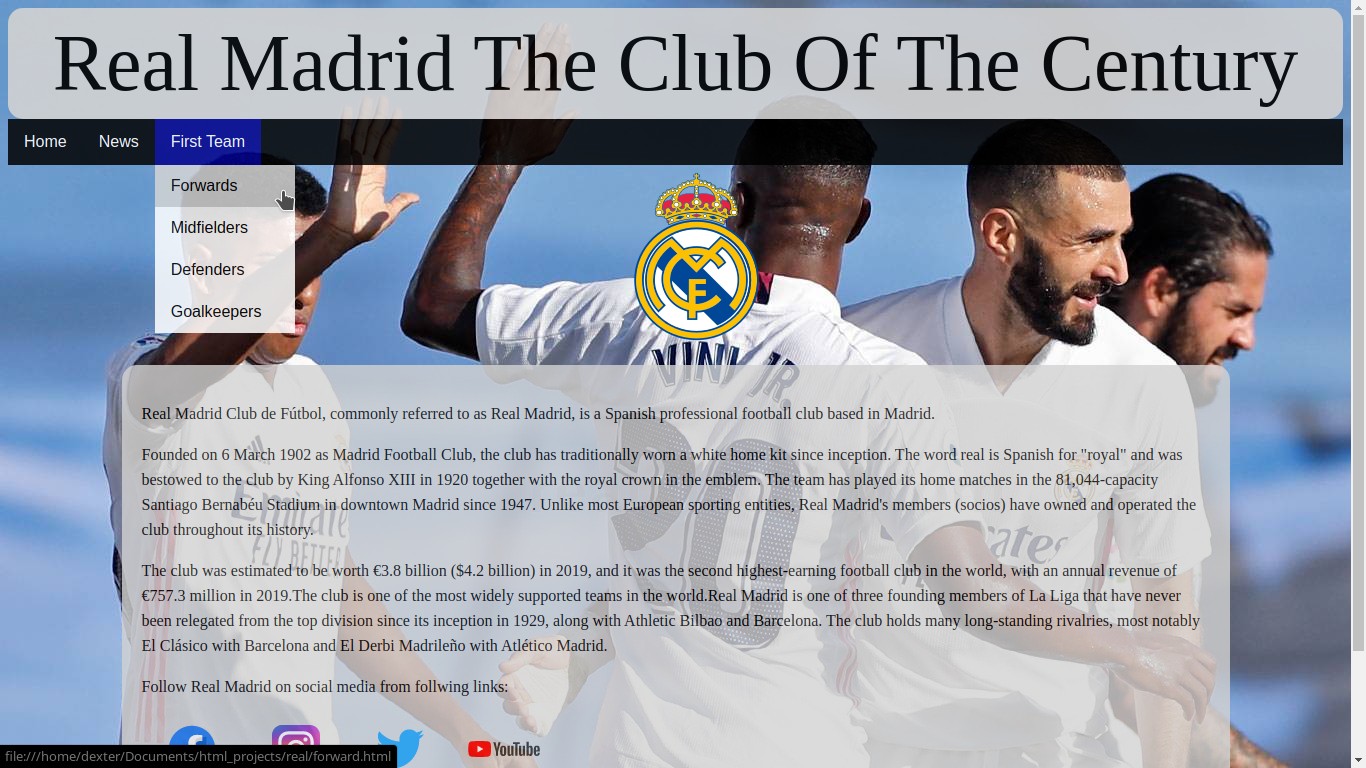 Real Madrid The Club Of The Century
Home News First Team
Forwards
Midfielders
Defenders
Goalkeepers
VINI JR.
Real Madrid Club de Fútbol, commonly referred to as Real Madrid, is a Spanish professional football club based in Madrid.
Founded on 6 March 1902 as Madrid Football Club, the club has traditionally worn a white home kit since inception. The word real is Spanish for "royal" and was
bestowed to the club by King Alfonso XIII in 1920 together with the royal crown in the emblem. The team has played its home matches in the 81,044-capacity
Santiago Bernabéu Stadium in downtown Madrid since 1947. Unlike most European sporting entities, Real Madrid's members (socios) have owned and operated the
club throughout its history.
20
Emirates
FLY BETTER
The club was estimated to be worth €3.8 billion ($4.2 billion) in 2019, and it was the second highest-earning football club in the world, with an annual revenue of
€757.3 million in 2019.The club is one of the most widely supported teams in the world.Real Madrid is one of three founding members of La Liga that have never
been relegated from the top division since its inception in 1929, along with Athletic Bilbao and Barcelona. The club holds many long-standing rivalries, most notably
El Clásico with Barcelona and El Derbi Madrileño with Atlético Madrid.
Follow Real Madrid on social media from follwing links:
YouTube
file:///home/dexter/Documents/html_projects/real/forward.html